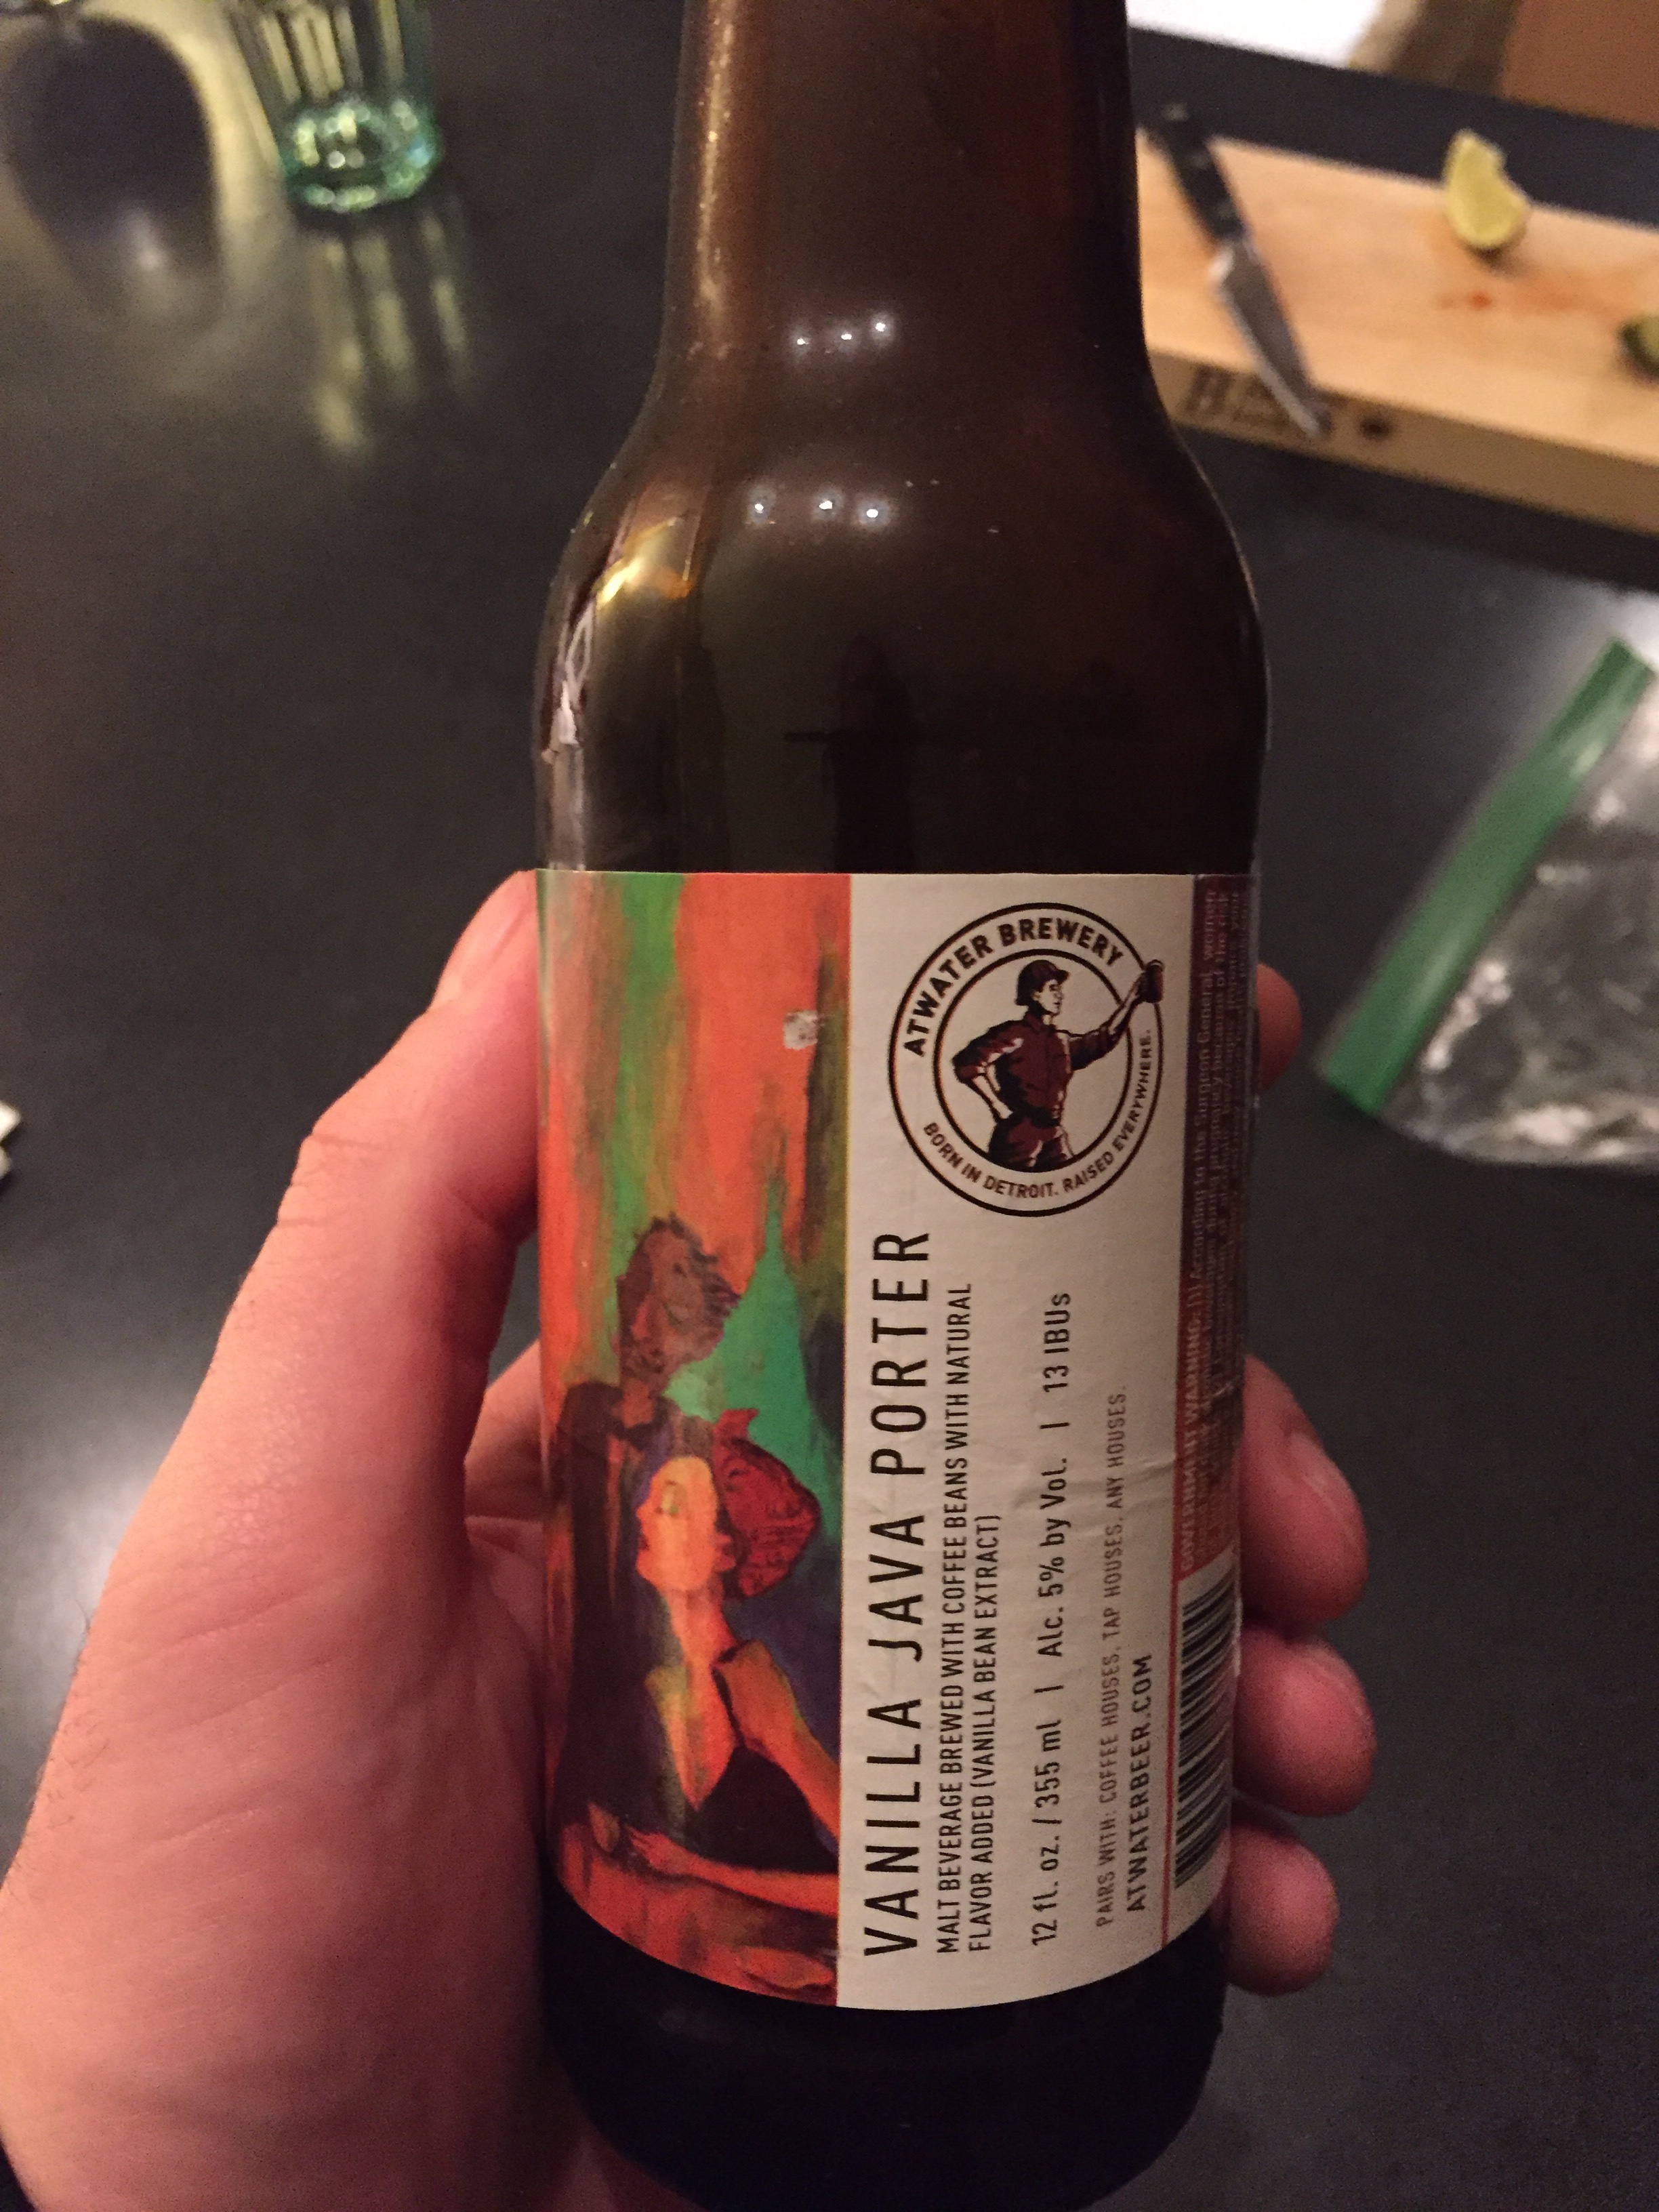 ATWATER BREWERY
BORN IN DETROIT. RAISED EVERYWHERE.
VANILLA JAVA PORTER
MALT BEVERAGE BREWED WITH COFFEE BEANS WITH NATURAL
FLAVOR ADDED (VANILLA BEAN EXTRACT)
12 fl. oz. / 355 ml | Alc. 5% by Vol. | 13 IBUs
PAIRS WITH: COFFEE HOUSES, TAP HOUSES, ANY HOUSES.
ATWATERBEER.COM
GOVERNMENT WARNING: (1) According to the Surgeon General, women